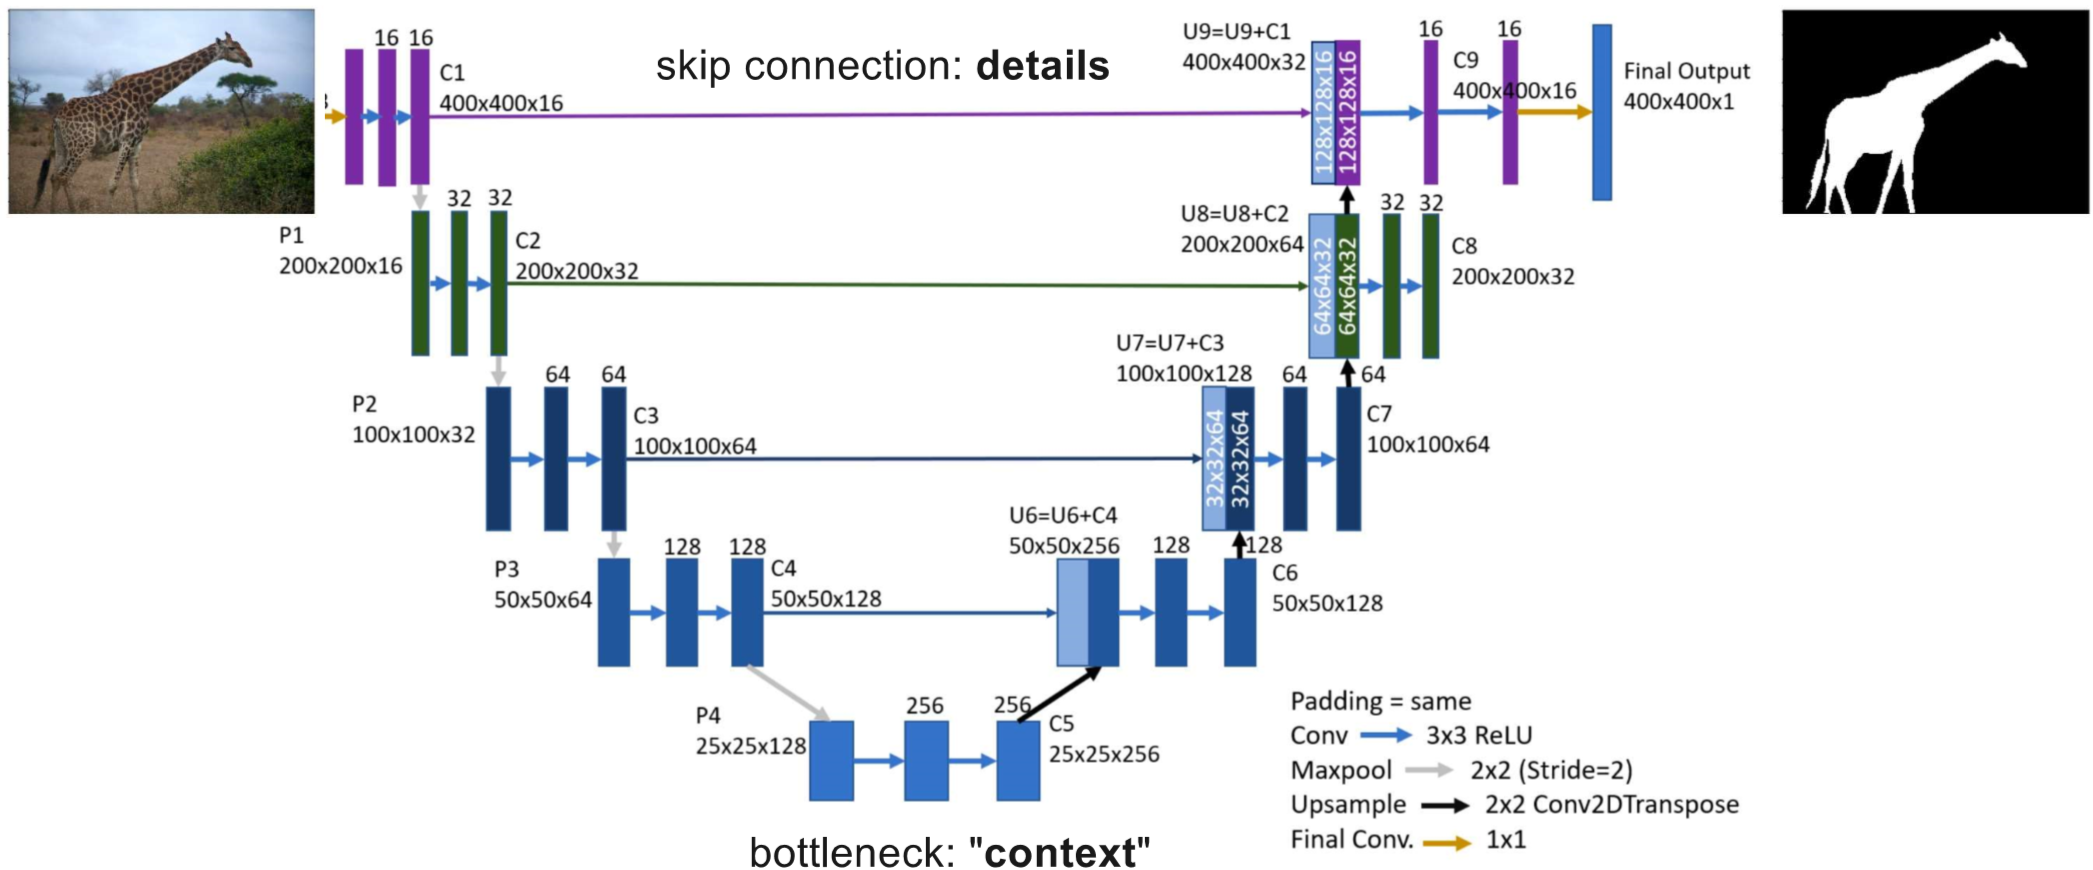 16 16
C1
400x400x16
skip connection: details
U9=U9+C1
400x400x32
128x128x16
128x128x16
16
C9
400x400x16
16
Final Output
400x400x1
P1
200x200x16
32 32
C2
200x200x32
U8=U8+C2
200x200x64
64x64x32
64x64x32
32 32
C8
200x200x32
P2
100x100x32
64 64
C3
100x100x64
U7=U7+C3
100x100x128
32x32x64
32x32x64
64
64
C7
100x100x64
P3
50x50x64
128 128
C4
50x50x128
U6=U6+C4
50x50x256
128
128
C6
50x50x128
P4
25x25x128
256 256
C5
25x25x256
bottleneck: "context"
Padding = same
Conv 3x3 ReLU
Maxpool 2x2 (Stride=2)
Upsample 2x2 Conv2DTranspose
Final Conv. 1x1